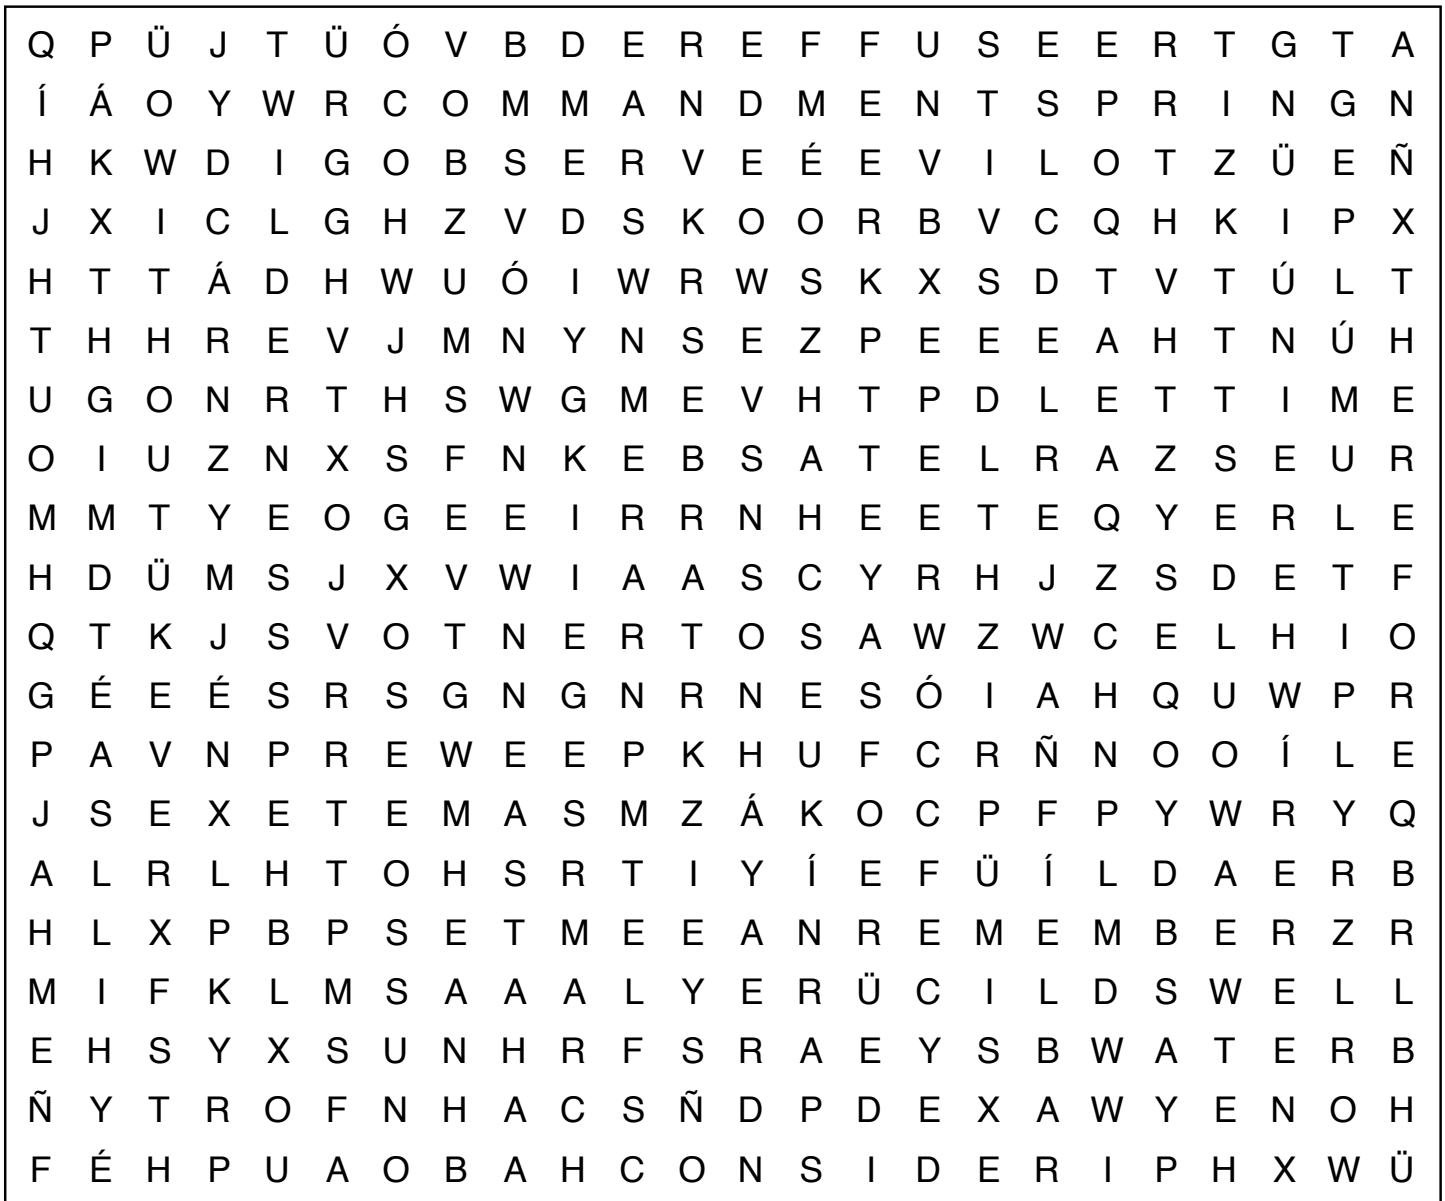 Q P Ü J T Ü Ó V B D E R E F F U S E E R T G T A
Í Á O Y W R C O M M A N D M E N T S P R I N G N
H K W D I G O B S E R V E É E V I L O T Z Ü E Ñ
J X I C L G H Z V D S K O O R B V C Q H K I P X
H T T Á D H W U Ó I W R W S K X S D T V T Ú L T
T H H R E V J M N Y N S E Z P E E E A H T N Ú H
U G O N R T H S W G M E V H T P D L E T T I M E
O I U Z N X S F N K E B S A T E L R A Z S E U R
M M T Y E O G E E I R R N H E E T E Q Y E R L E
H D Ü M S J X V W I A A S C Y R H J Z S D E T F
Q T K J S V O T N E R T O S A W Z W C E L H I O
G É E É S R S G N G N R N E S Ó I A H Q U W P R
P A V N P R E W E E P K H U F C R Ñ N O O Í L E
J S E X E T E M A S M Z Á K O C P F P Y W R Y Q
A L R L H T O H S R T I Y Í E F Ü Í L D A E R B
H L X P B P S E T M E E A N R E M E M B E R Z R
M I F K L M S A A A L Y E R Ü C I L D S W E L L
E H S Y X S U N H R F S R A E Y S B W A T E R B
Ñ Y T R O F N H A C S Ñ D P D E X A W Y E N O H
F É H P U A O B A H C O N S I D E R I P H X W Ü